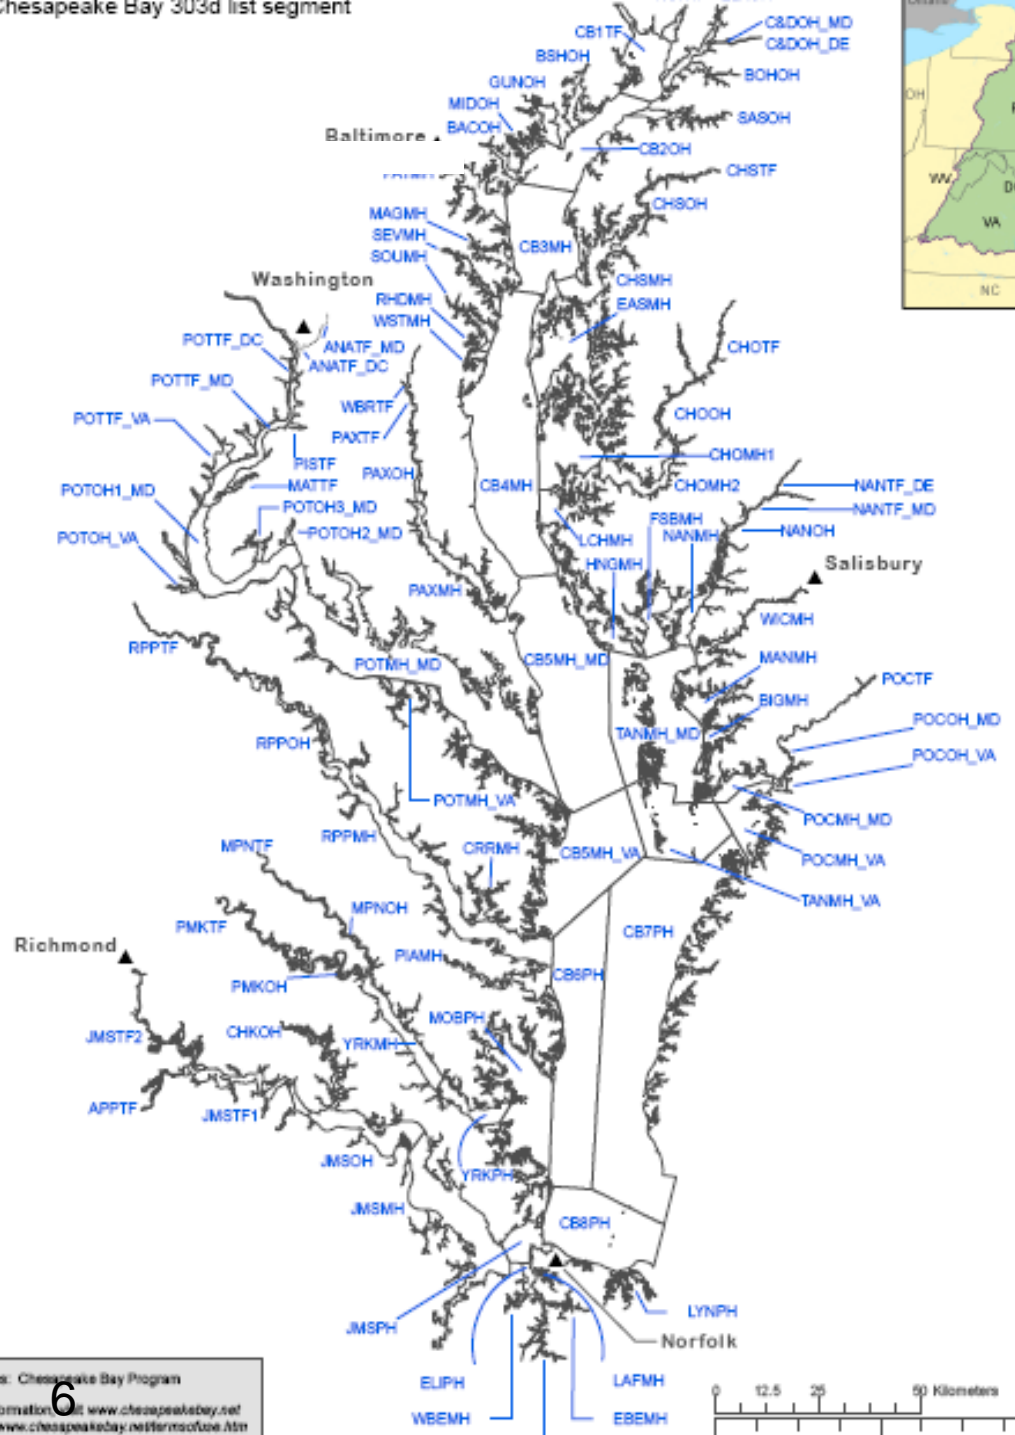 Chesapeake Bay 303d list segment
CB1TF
C&DOH_MD
C&DOH_DE
BSHOH
BOHOH
GUNOH
MIDOH
SASOH
BACOH
Baltimore
CB2OH
CHSTF
CHSOH
MAGMH
SEVMH
CB3MH
SOUMH
CHSMH
Washington
RHDMH
EASMH
WSTMH
POTTF_DC
ANATF_MD
CHOTF
ANATF_DC
POTTF_MD
WBRTF
CHOOH
POTTF_VA
PAXTF
CHOMH1
PISTF
PAXOH
MATTF
CB4MH
CHOMH2
NANTF_DE
POTOH1_MD
POTOH3_MD
NANTF_MD
FSBMH
POTOH2_MD
NANMH
NANOH
POTOH_VA
LCHMH
HNGMH
Salisbury
PAXMH
WICMH
RPPTF
POTMH_MD
CB5MH_MD
MANMH
POCTF
BIGMH
POCOH_MD
RPPOH
TANMH_MD
POCOH_VA
POTMH_VA
POCMH_MD
RPPMH
MPNTF
CRRMH
CB5MH_VA
POCMH_VA
TANMH_VA
MPNOH
PMKTF
CB7PH
Richmond
PIAMH
CB6PH
PMKOH
MOBPH
CHKOH
JMSTF2
YRKMH
APPTF
JMSTF1
JMSOH
YRKPH
JMSMH
CB8PH
JMSPH
LYNPH
Norfolk
ELIPH
LAFMH
WBEMH
EBEMH
OH
WV
VA
NC
0 12.5 25 50 Kilometers
s: Chesapeake Bay Program
6
www.chesapeakebay.net
www.chesapeakebay.net/termsofuse.htm